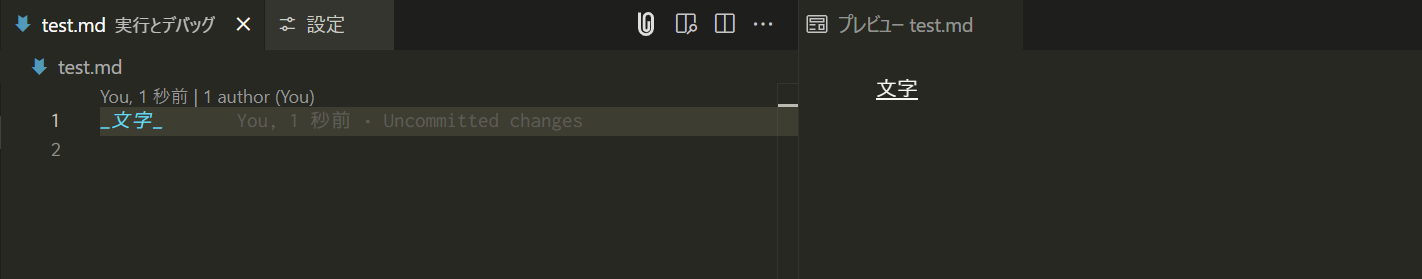 test.md 実行とデバッグ
設定
プレビュー test.md
test.md
You, 1 秒前 | 1 author (You)
1 _文字_ You, 1 秒前 • Uncommitted changes
2
文字